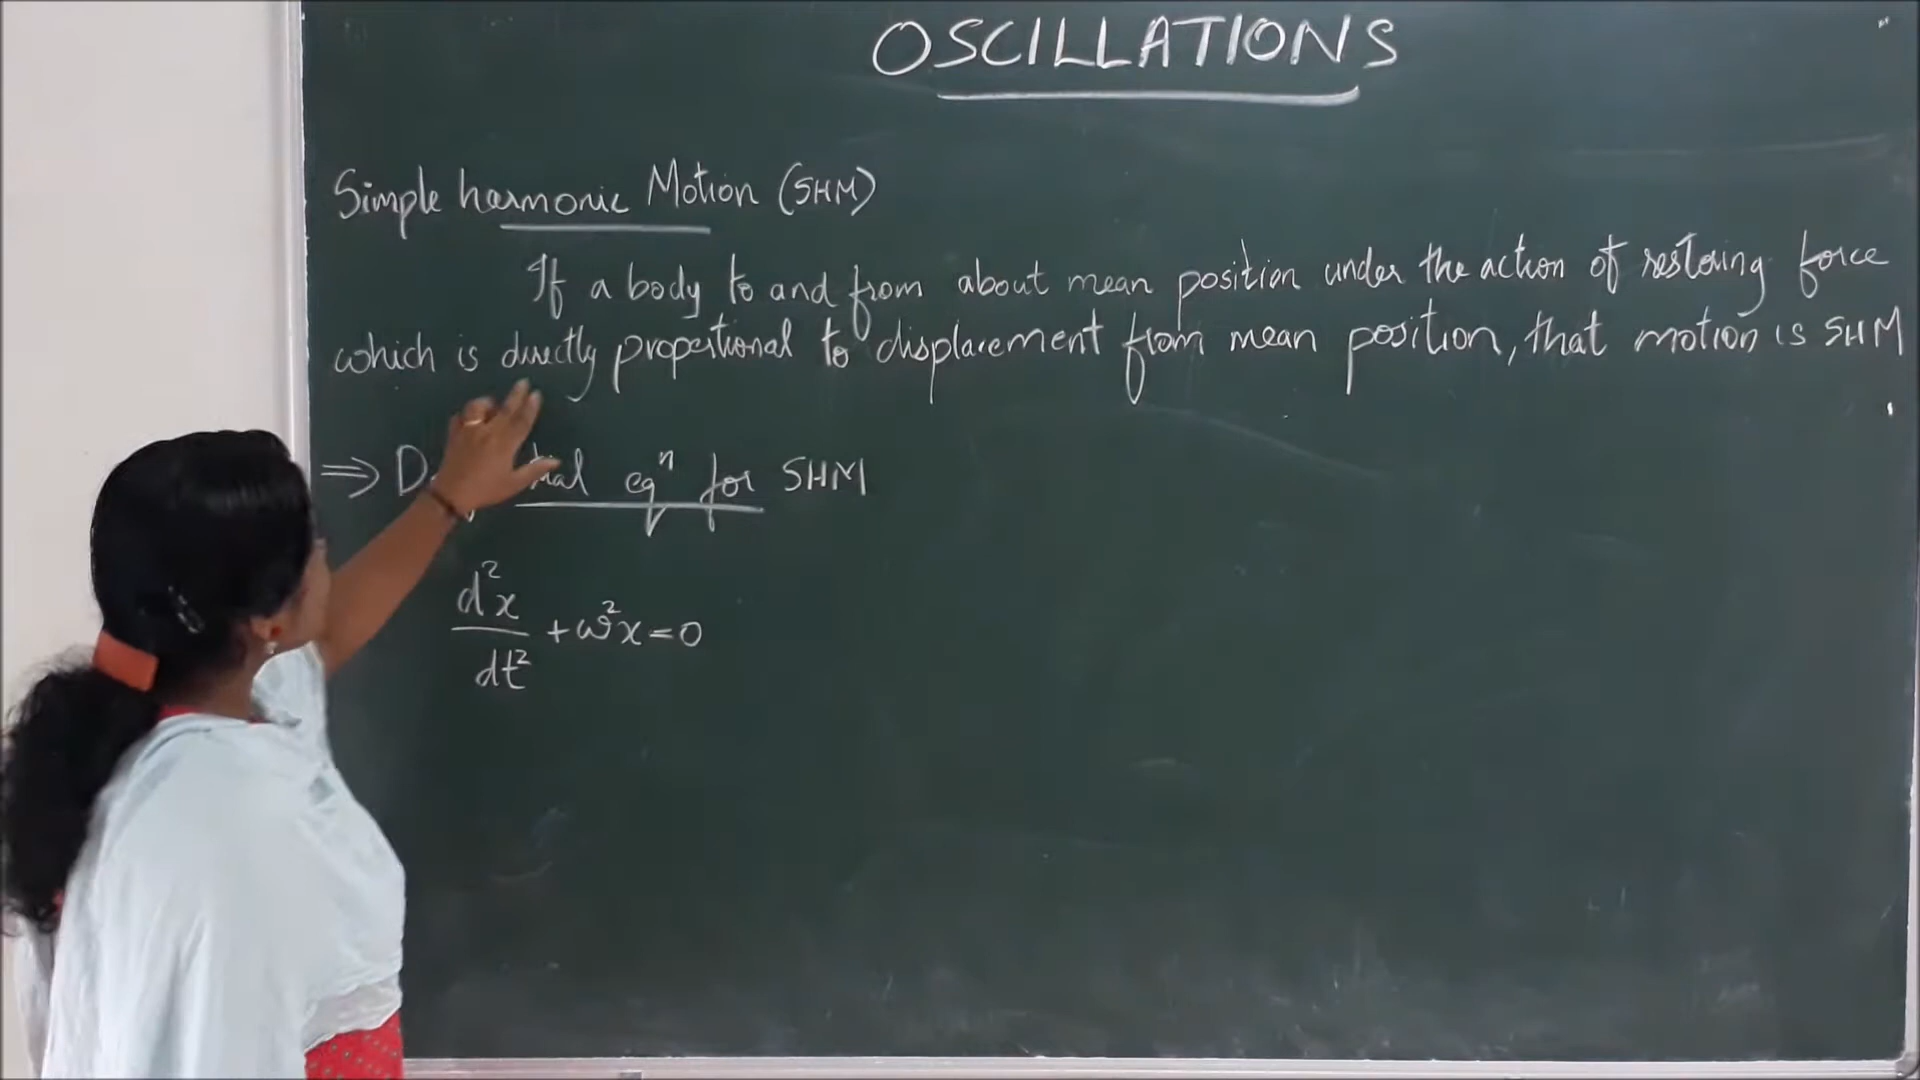 OSCILLATIONS
Simple harmonic Motion (SHM)
If a body to and from about mean position under the action of restoring force
which is directly proportional to displacement from mean position, that motion is SHM
⇒ eqⁿ for SHM
d²x/dt² + ω²x = 0